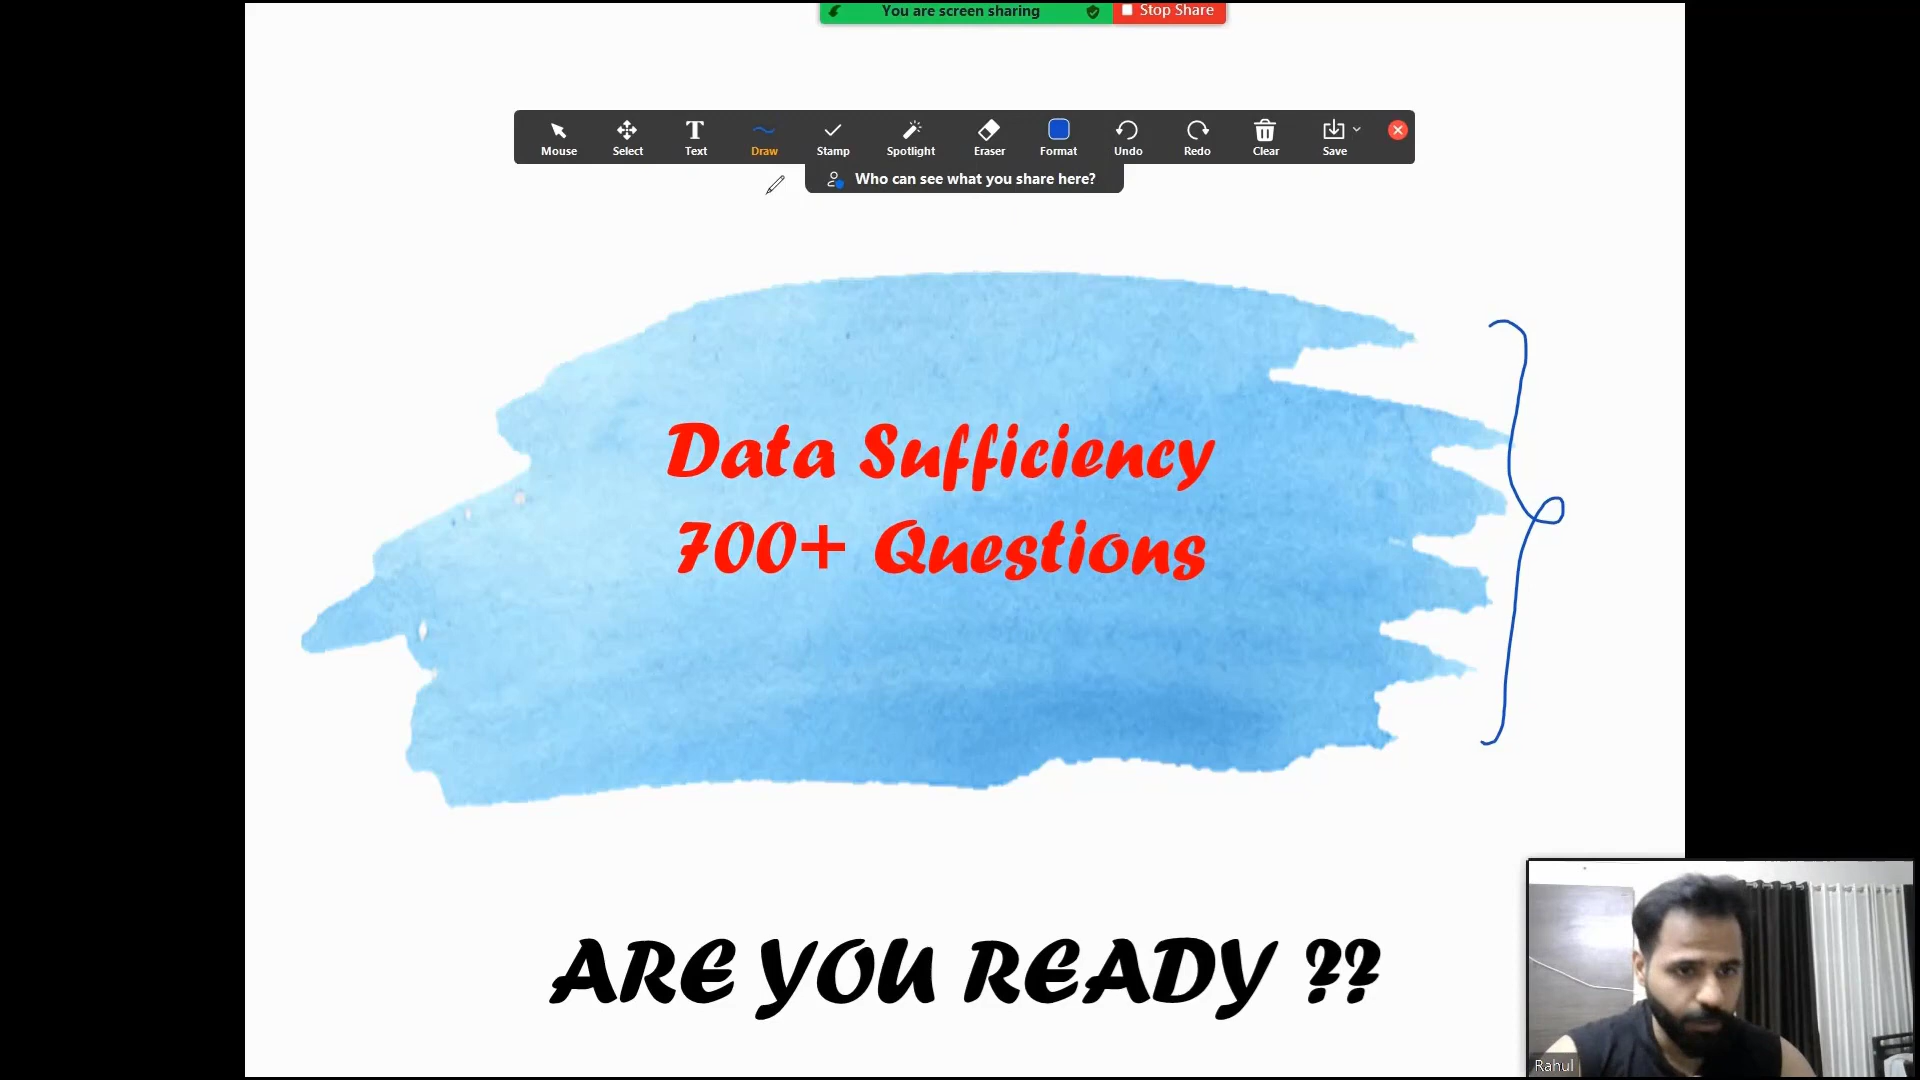 You are screen sharing
Stop Share
Mouse
Select
Text
Draw
Stamp
Spotlight
Eraser
Format
Undo
Redo
Clear
Save
Who can see what you share here?
Data Sufficiency
700+ Questions
ARE YOU READY ??
Rahul